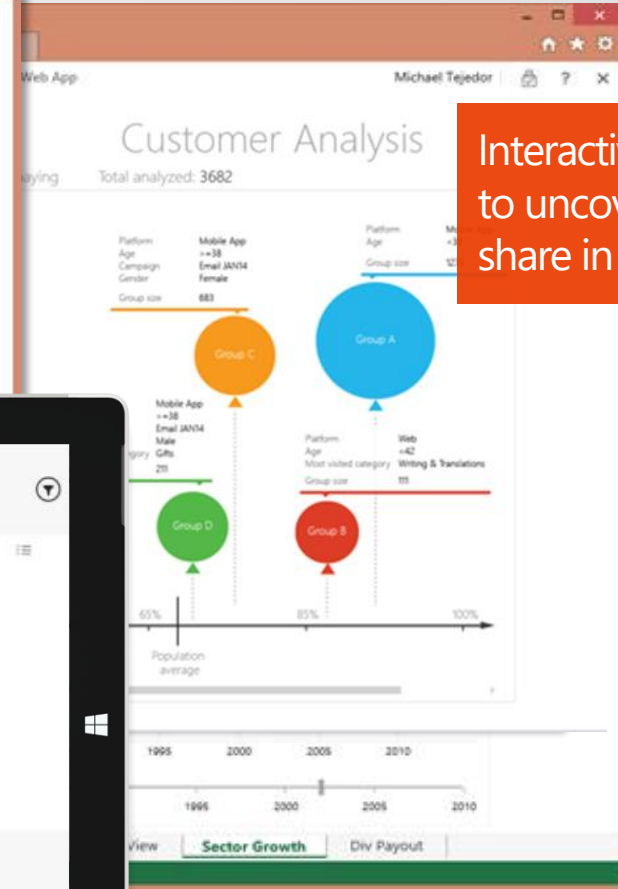 Web App
Michael Tejedor
?
Customer Analysis
Interacti
to uncov
share in
aying
Total analyzed: 3682
Platform Mobile App
Age >=38
Campaign Email JAN14
Gender Female
Group size 683
Platform
Age
Group size
Group C
Group A
Mobile App
>=38
Email JAN14
Male
gory Gifts
211
Platform Web
Age <42
Most visited category Writing & Translations
Group size 111
Group D
Group B
65% 85% 100%
Population
average
1995 2000 2005 2010
1995 2000 2005 2010
View Sector Growth Div Payout